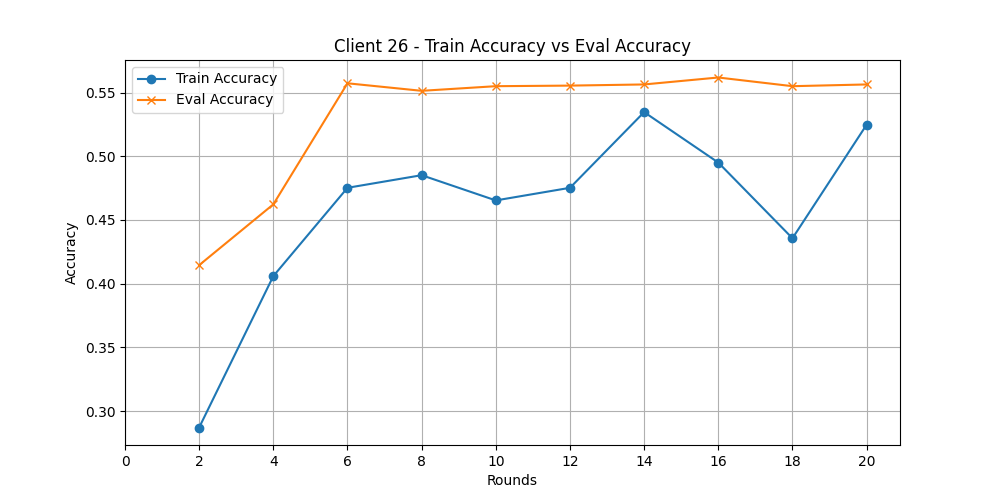 Client 26 - Train Accuracy vs Eval Accuracy
Train Accuracy
Eval Accuracy
Accuracy
0.55
0.50
0.45
0.40
0.35
0.30
0 2 4 6 8 10 12 14 16 18 20
Rounds